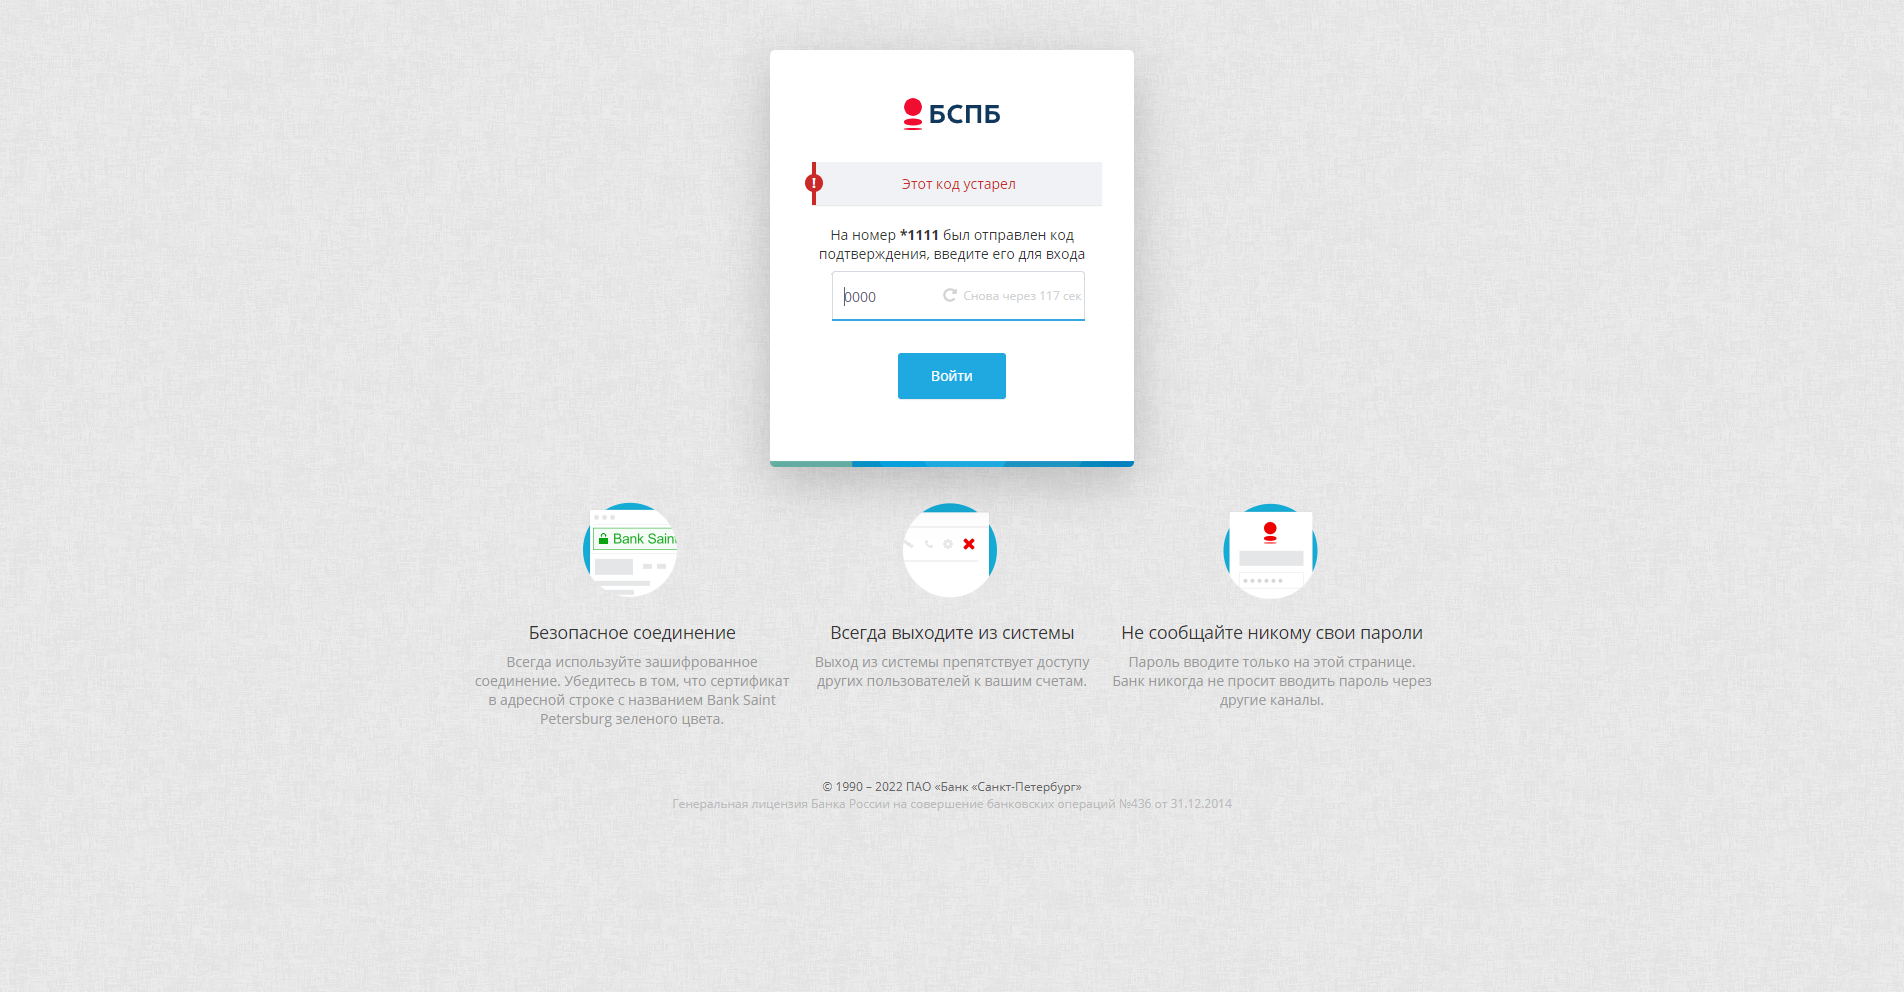 БСПБ
Этот код устарел
На номер *1111 был отправлен код
подтверждения, введите его для входа
0000
Снова через 117 сек
Войти
Bank Sain
Безопасное соединение
Всегда используйте зашифрованное
соединение. Убедитесь в том, что сертификат
в адресной строке с названием Bank Saint
Petersburg зеленого цвета.
Всегда выходите из системы
Выход из системы препятствует доступу
других пользователей к вашим счетам.
Не сообщайте никому свои пароли
Пароль вводите только на этой странице.
Банк никогда не просит вводить пароль через
другие каналы.
© 1990 – 2022 ПАО «Банк «Санкт-Петербург»
Генеральная лицензия Банка России на совершение банковских операций №436 от 31.12.2014